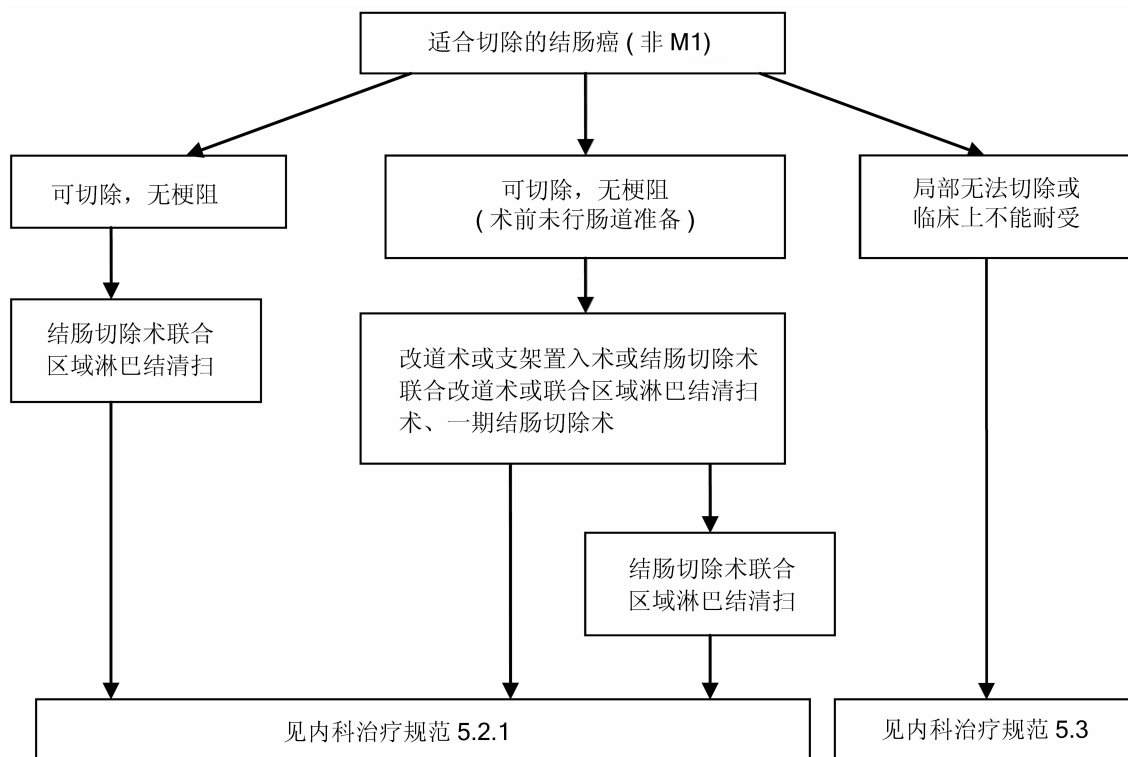 适合切除的结肠癌 ( 非 M1)
可切除，无梗阻
可切除，无梗阻
( 术前未行肠道准备 )
局部无法切除或
临床上不能耐受
结肠切除术联合
区域淋巴结清扫
改道术或支架置入术或结肠切除术
联合改道术或联合区域淋巴结清扫
术、一期结肠切除术
结肠切除术联合
区域淋巴结清扫
见内科治疗规范 5.2.1
见内科治疗规范 5.3